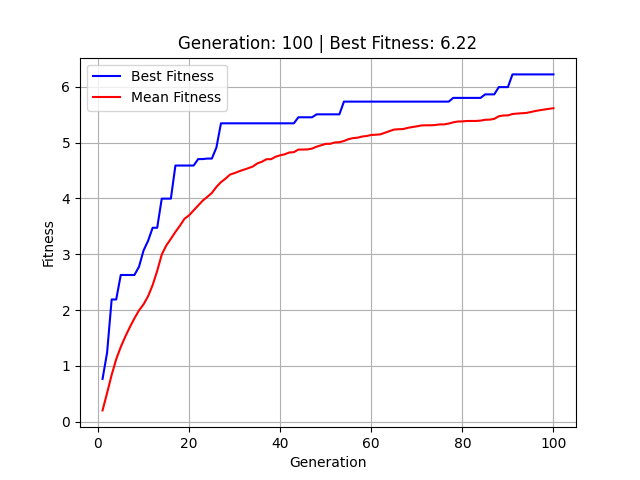 Generation: 100 | Best Fitness: 6.22
Best Fitness
Mean Fitness
6
5
4
3
2
1
0
Fitness
0 20 40 60 80 100
Generation